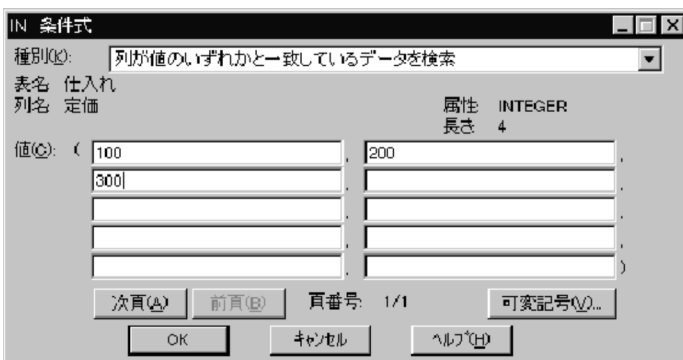 IN 条件式
種別(K): 列が値のいずれかと一致しているデータを検索
表名 仕入れ
列名 定価 属性 INTEGER
長さ 4
値(C): ( 100 , 200 ,
300 , ,
, ,
, ,
, )
次頁(A) 前頁(B) 頁番号: 1/1 可変記号(V)...
OK キャンセル ヘルプ(H)